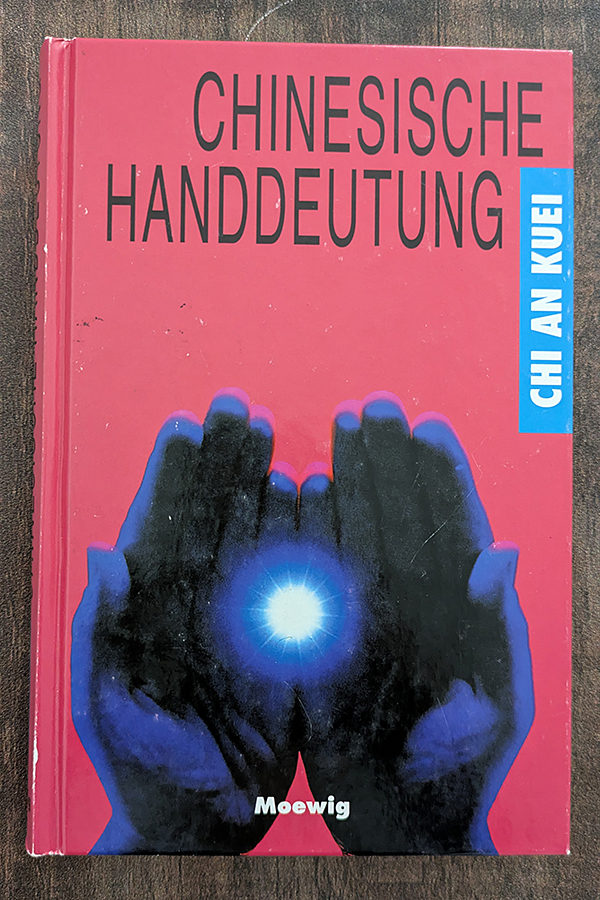 CHINESISCHE
HANDDEUTUNG
CHI AN KUEI
Moewig